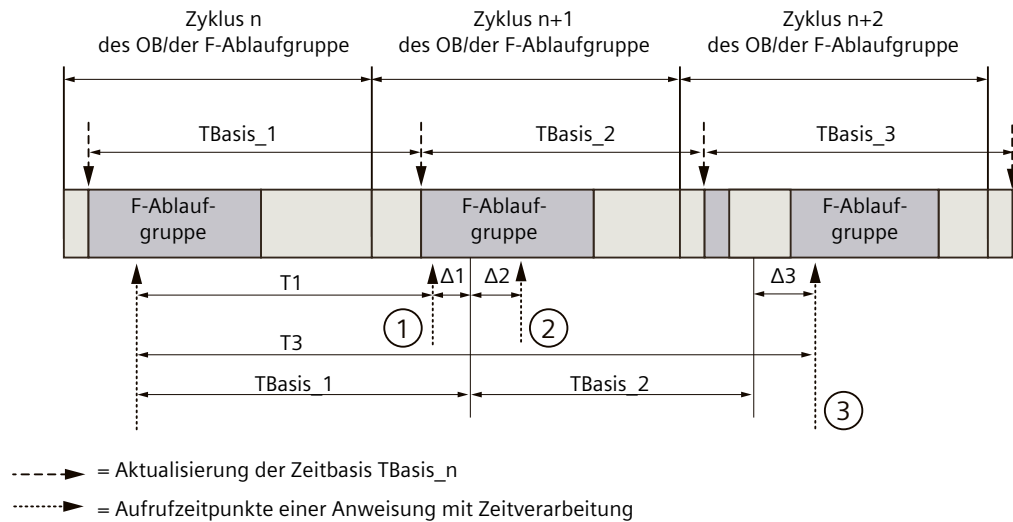 Zyklus n
des OB/der F-Ablaufgruppe
Zyklus n+1
des OB/der F-Ablaufgruppe
Zyklus n+2
des OB/der F-Ablaufgruppe
TBasis_1
TBasis_2
TBasis_3
F-Ablauf-
gruppe
F-Ablauf-
gruppe
F-Ablauf-
gruppe
T1
Δ1
Δ2
Δ3
1
2
T3
TBasis_1
TBasis_2
3
= Aktualisierung der Zeitbasis TBasis_n
= Aufrufzeitpunkte einer Anweisung mit Zeitverarbeitung